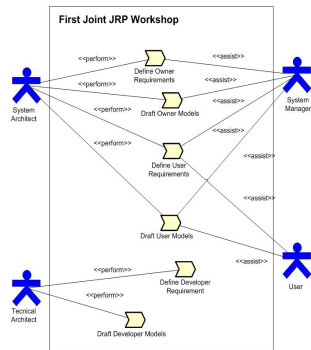 First Joint JRP Workshop
<<perform>>
<<assist>>
Define Owner
Requirements
<<perform>>
<<assist>>
System
Architect
System
Manager
Draft Owner Models
<<perform>>
<<assist>>
<<perform>>
<<assist>>
Define User
Requirements
<<assist>>
<<assist>>
Draft User Models
<<assist>>
User
<<perform>>
Define Developer
Requirement
<<perform>>
Tecnical
Architect
Draft Developer Models